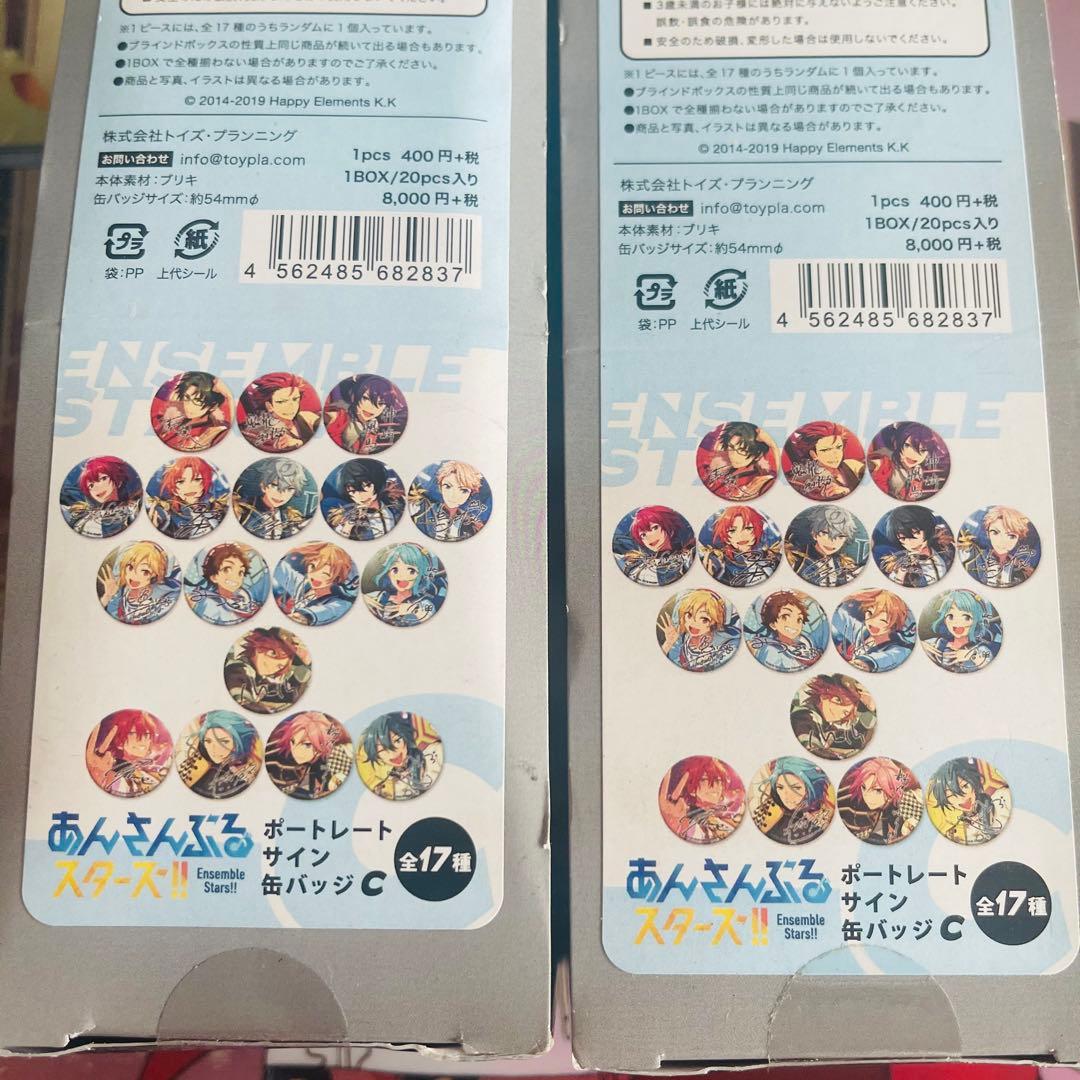 ※1ピースには、全17種のうちランダムに1個入っています。
●ブラインドボックスの性質上同じ商品が続いて出る場合もあります。
●1BOXで全種揃わない場合がありますのでご了承ください。
●商品と写真、イラストは異なる場合があります。
© 2014-2019 Happy Elements K.K
株式会社トイズ・プランニング
お問い合わせ info@toypla.com
本体素材:ブリキ
缶バッジサイズ:約54mmφ
1pcs 400円+税
1BOX/20pcs入り
8,000円+税
プラ
袋:PP
紙
上代シール
4 562485 682837
ENSEMBLE
STA
あんさんぶる
スターズ!!
Ensemble
Stars!!
ポートレート
サイン
缶バッジ C
全17種
■3歳未満のお子様には絶対に与えないようご注意ください。
誤数・誤食の危険があります。
■安全のため破損、変形した場合は使用しないでください。
※1ピースには、全17種のうちランダムに1個入っています。
●ブラインドボックスの性質上同じ商品が続いて出る場合もあります。
●1BOXで全種揃わない場合がありますのでご了承ください。
●商品と写真、イラストは異なる場合があります。
© 2014-2019 Happy Elements K.K
株式会社トイズ・プランニング
お問い合わせ info@toypla.com
本体素材:ブリキ
缶バッジサイズ:約54mmφ
1pcs 400円+税
1BOX/20pcs入り
8,000円+税
プラ
袋:PP
紙
上代シール
4 562485 682837
ENSEMBLE
STA
あんさんぶる
スターズ!!
Ensemble
Stars!!
ポートレート
サイン
缶バッジ C
全17種